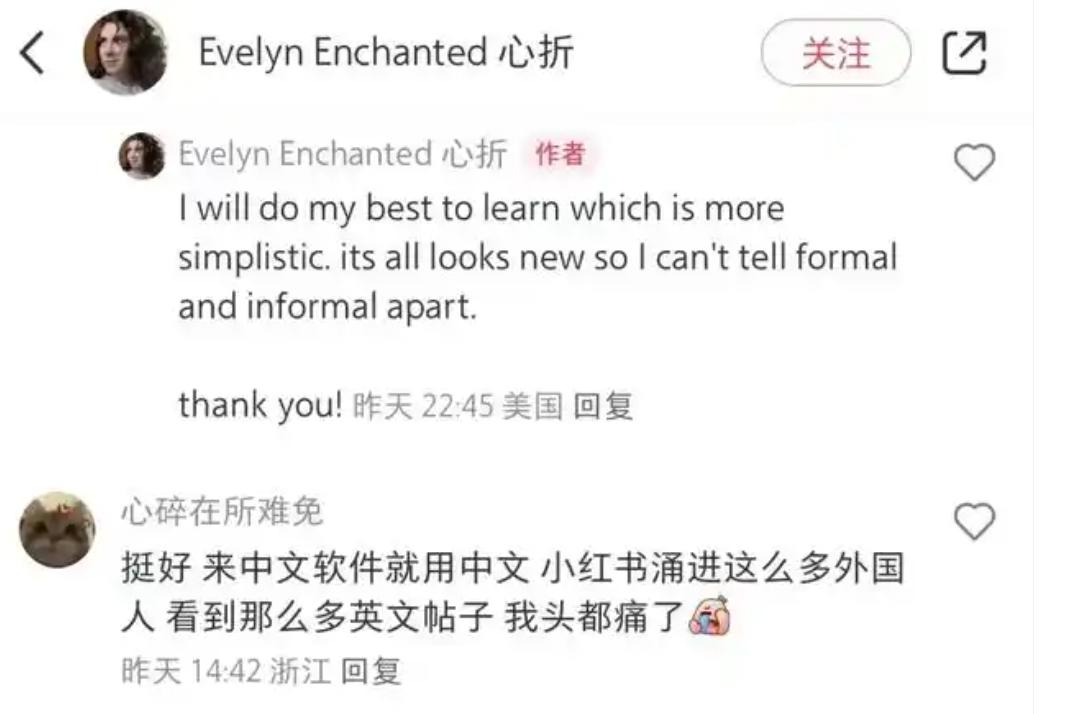 Evelyn Enchanted 心折 关注
Evelyn Enchanted 心折 作者
I will do my best to learn which is more
simplistic. its all looks new so I can't tell formal
and informal apart.
thank you! 昨天 22:45 美国 回复
心碎在所难免
挺好 来中文软件就用中文 小红书涌进这么多外国
人 看到那么多英文帖子 我头都痛了
昨天 14:42 浙江 回复